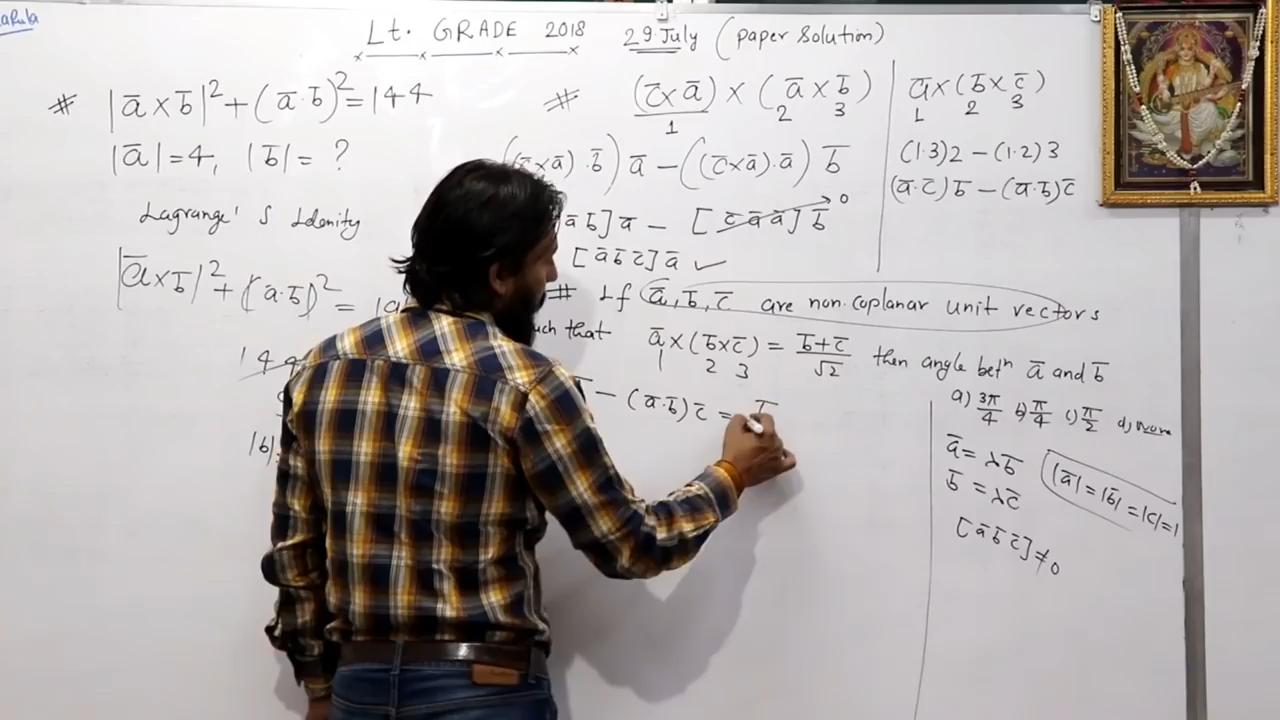 Lt. GRADE 2018 29 July (paper Solution)
# |a̅ x b̅|² + (a̅·b̅)² = 144
|a̅| = 4, |b̅| = ?
Lagrange's Idenity
|a̅ x b̅|² + (a̅·b̅)² =
# (c̅ x a̅) x (a̅ x b̅)
1 2 3
x a̅)·b̅) a̅ − ((c̅ x a̅)·a̅) b̅
a̅ b̅] a̅ − [c̅ a̅ a̅] b̅ → 0
[a̅ b̅ c̅] a̅ ✓
a̅ x (b̅ x c̅)
1 2 3
(1·3)2 − (1·2)3
(a̅·c̅)b̅ − (a̅·b̅)c̅
# If a̅, b̅, c̅ are non.coplanar unit vectors
that a̅ x (b̅ x c̅) = (b̅+c̅)/√2 then angle betⁿ a̅ and b̅
1 2 3
a) 3π/4 b) π/4 c) π/2 d) None
− (a̅·b̅)c̅ = b̅
a̅ = λb̅
b̅ = λc̅
|a̅| = |b̅| = |c| = 1
[a̅ b̅ c̅] ≠ 0